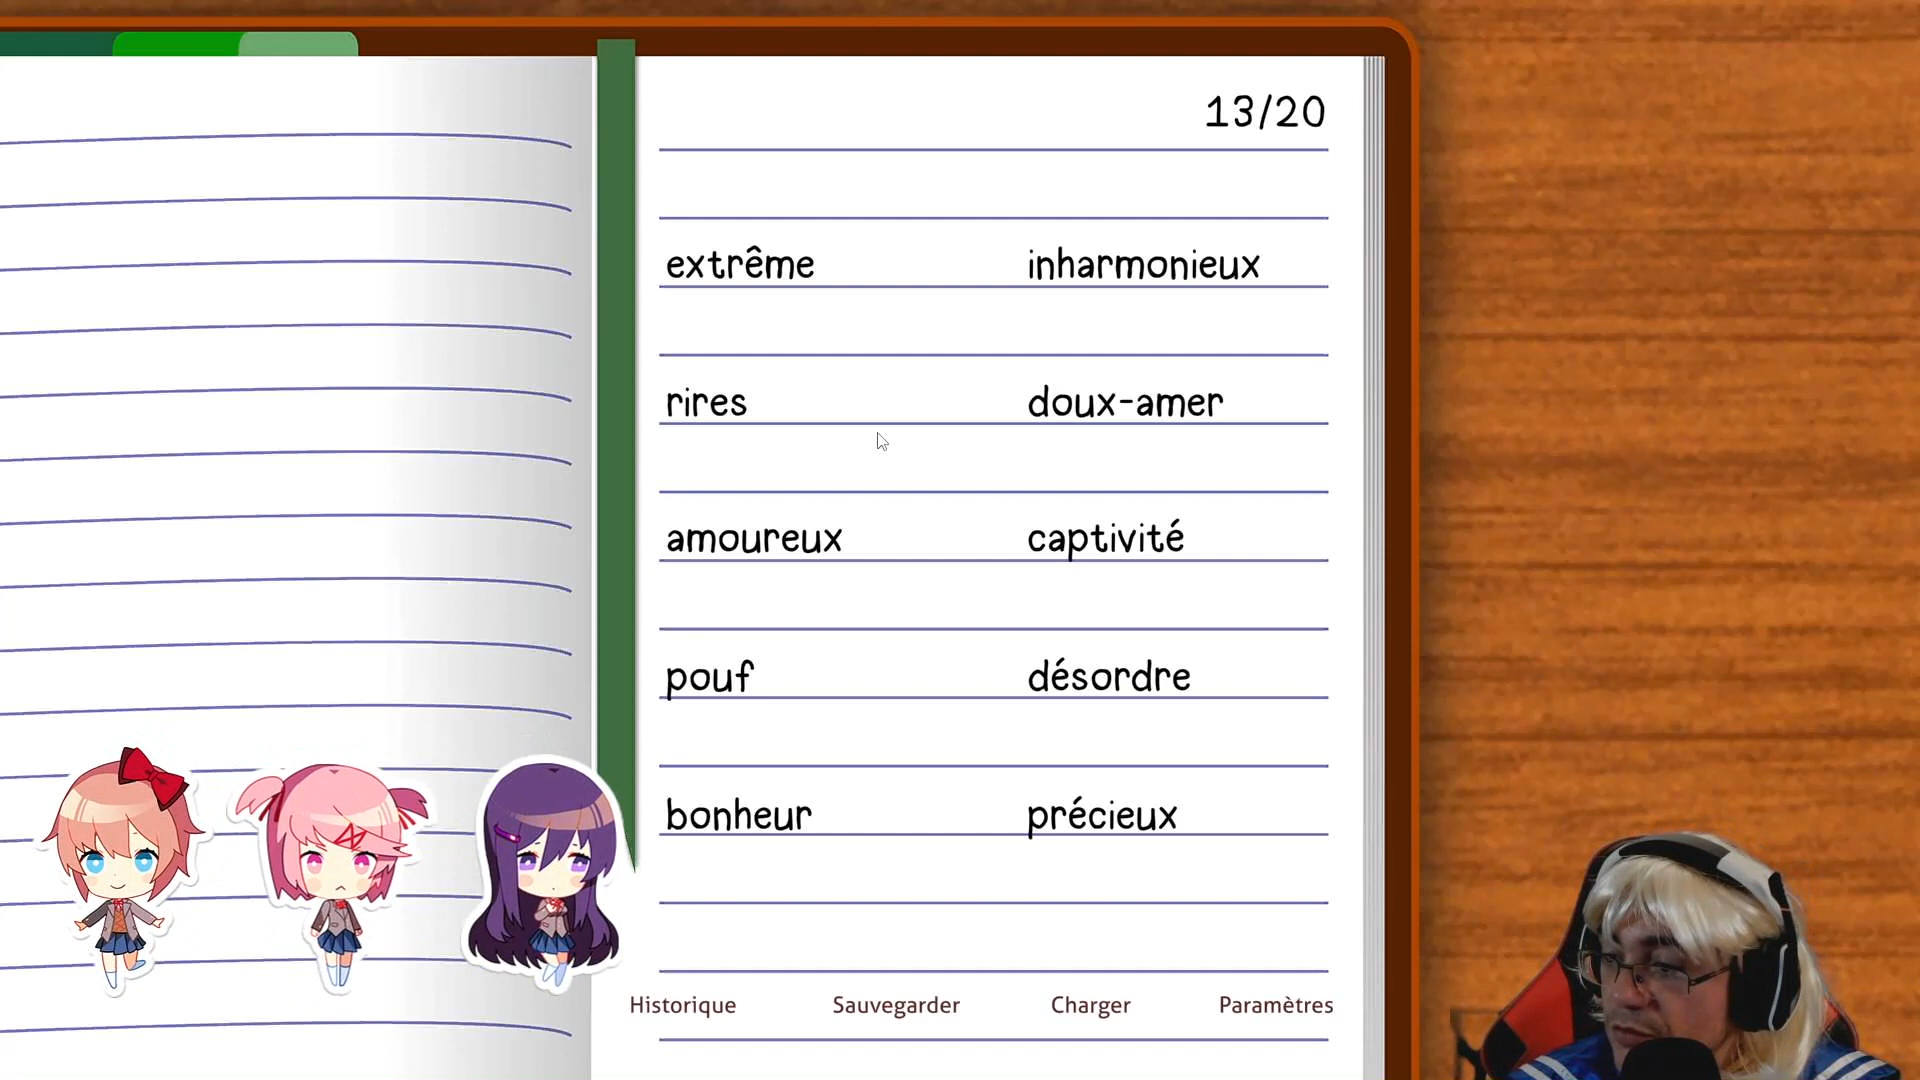 13/20
extrême inharmonieux
rires doux-amer
amoureux captivité
pouf désordre
bonheur précieux
Historique Sauvegarder Charger Paramètres